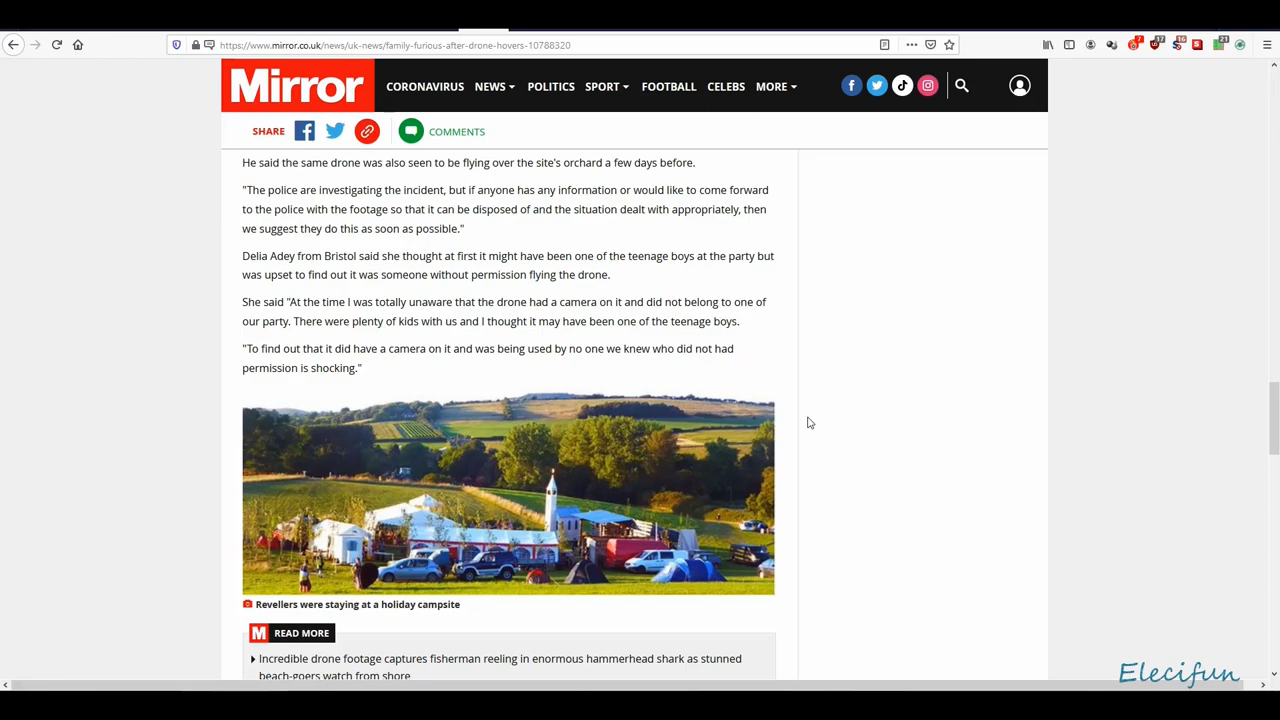 https://www.mirror.co.uk/news/uk-news/family-furious-after-drone-hovers-10788320
7
17
16
21
Mirror
CORONAVIRUS NEWS POLITICS SPORT FOOTBALL CELEBS MORE
SHARE COMMENTS
He said the same drone was also seen to be flying over the site's orchard a few days before.
"The police are investigating the incident, but if anyone has any information or would like to come forward
to the police with the footage so that it can be disposed of and the situation dealt with appropriately, then
we suggest they do this as soon as possible."
Delia Adey from Bristol said she thought at first it might have been one of the teenage boys at the party but
was upset to find out it was someone without permission flying the drone.
She said "At the time I was totally unaware that the drone had a camera on it and did not belong to one of
our party. There were plenty of kids with us and I thought it may have been one of the teenage boys.
"To find out that it did have a camera on it and was being used by no one we knew who did not had
permission is shocking."
Revellers were staying at a holiday campsite
M READ MORE
Incredible drone footage captures fisherman reeling in enormous hammerhead shark as stunned
beach-goers watch from shore
Elecifun